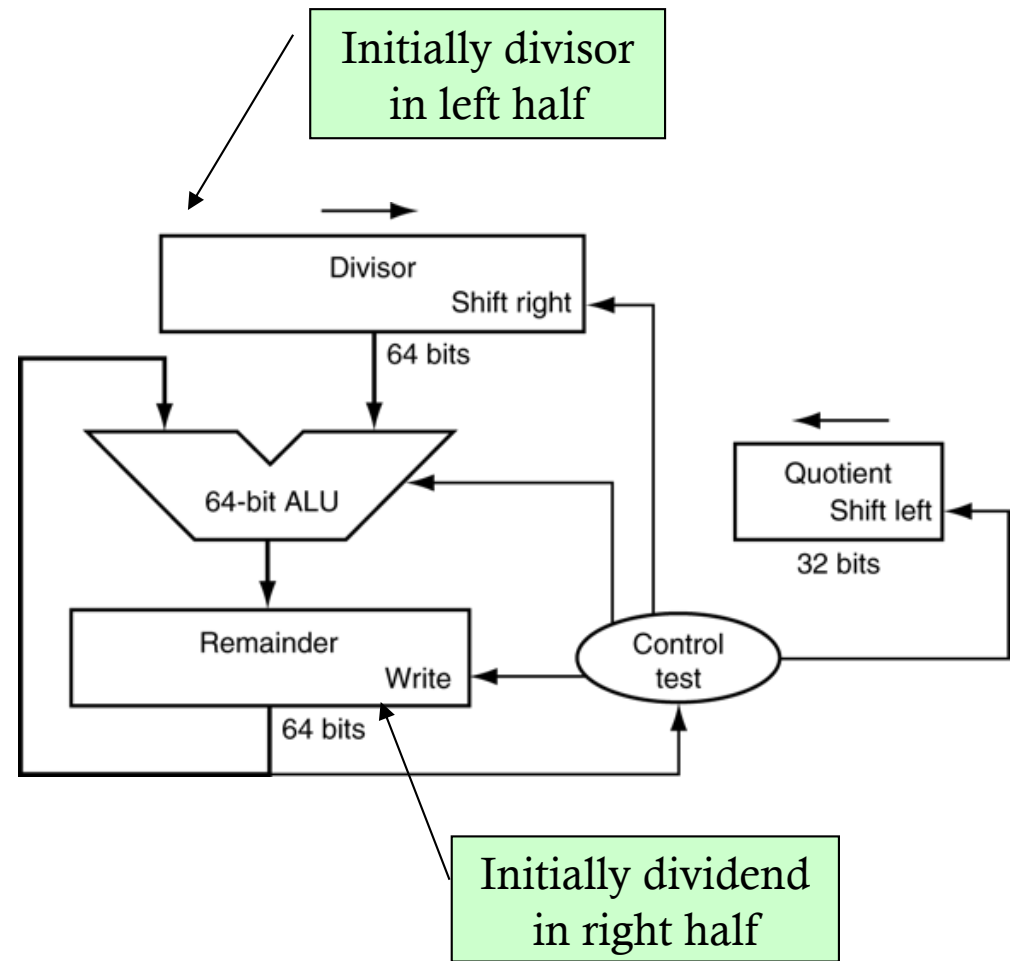 Initially divisor
in left half
Divisor
Shift right
64 bits
64-bit ALU
Quotient
Shift left
32 bits
Remainder
Write
64 bits
Control
test
Initially dividend
in right half